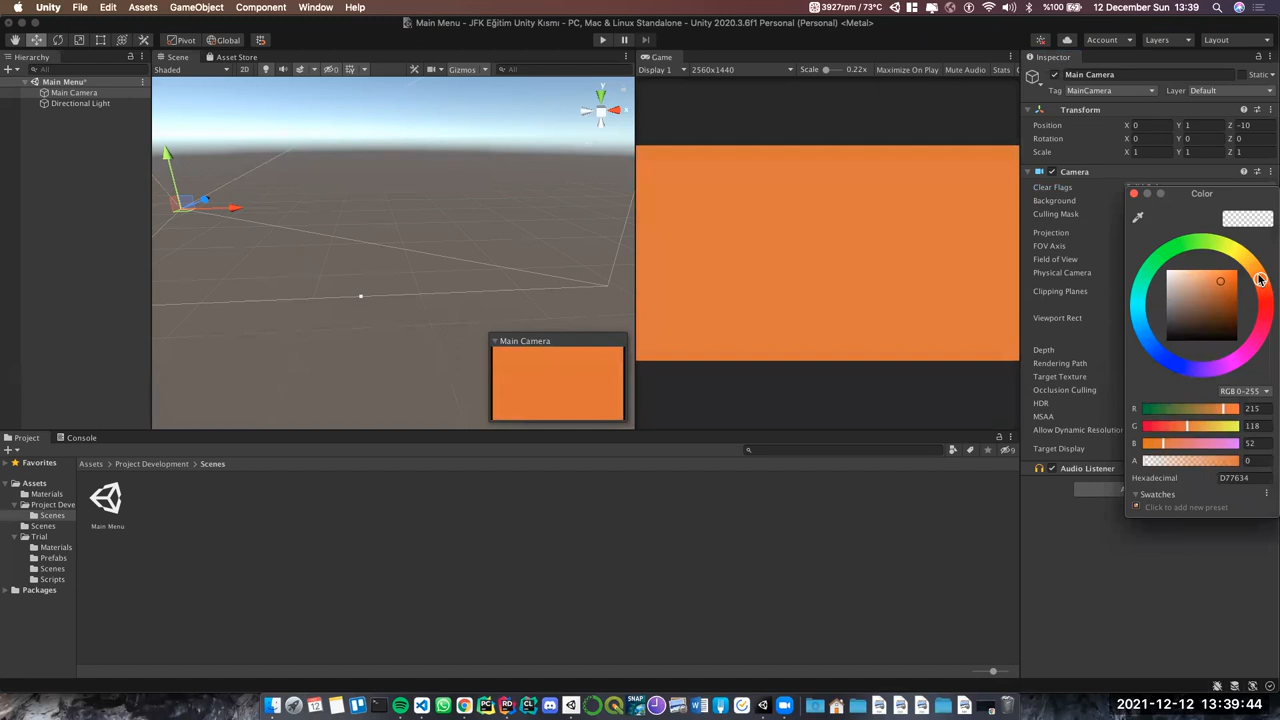 Unity File Edit Assets GameObject Component Window Help 3927rpm / 73°C %100 12 December Sun 13:39
Main Menu - JFK Eğitim Unity Kısmı - PC, Mac & Linux Standalone - Unity 2020.3.6f1 Personal (Personal) <Metal>
Pivot Global Account Layers Layout
Hierarchy Scene Asset Store Game Inspector
All Shaded 2D 0 Gizmos All Display 1 2560x1440 Scale 0.22x Maximize On Play Mute Audio Stats Main Camera Static
Main Menu*
Main Camera
Directional Light
Y
X
Tag MainCamera Layer Default
Transform
Position X 0 Y 1 Z -10
Rotation X 0 Y 0 Z 0
Scale X 1 Y 1 Z 1
Camera
Clear Flags
Background
Culling Mask
Projection
FOV Axis
Field of View
Physical Camera
Clipping Planes
Viewport Rect
Depth
Rendering Path
Target Texture
Occlusion Culling
HDR
MSAA
Allow Dynamic Resolution
Target Display
Audio Listener
Color
RGB 0-255
R 215
G 118
B 52
A 0
Hexadecimal D77634
Swatches
Click to add new preset
Main Camera
Project Console
9
Favorites
Assets
Materials
Project Deve
Scenes
Scenes
Trial
Materials
Prefabs
Scenes
Scripts
Packages
Assets Project Development Scenes
Main Menu
2021-12-12 13:39:44